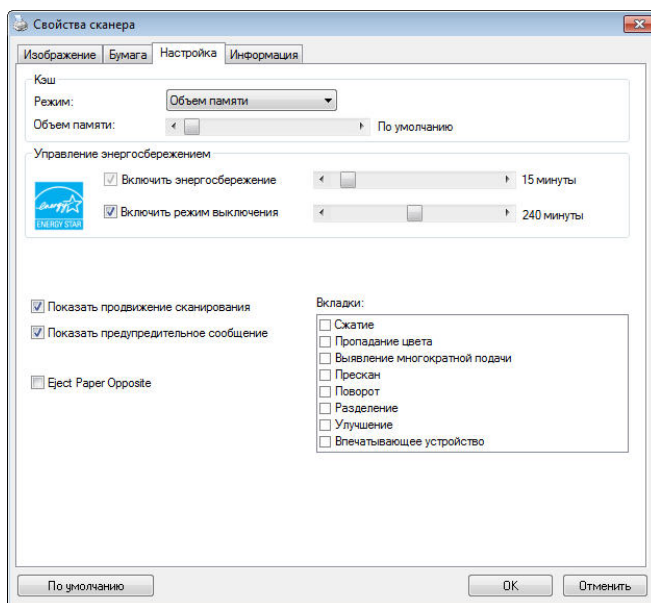 Свойства сканера
Изображение Бумага Настройка Информация
Кэш
Режим: Объем памяти
Объем памяти: По умолчанию
Управление энергосбережением
energy
ENERGY STAR
Включить энергосбережение 15 минуты
Включить режим выключения 240 минуты
Показать продвижение сканирования
Показать предупредительное сообщение
Eject Paper Opposite
Вкладки:
Сжатие
Пропадание цвета
Выявление многократной подачи
Прескан
Поворот
Разделение
Улучшение
Впечатывающее устройство
По умолчанию OK Отменить